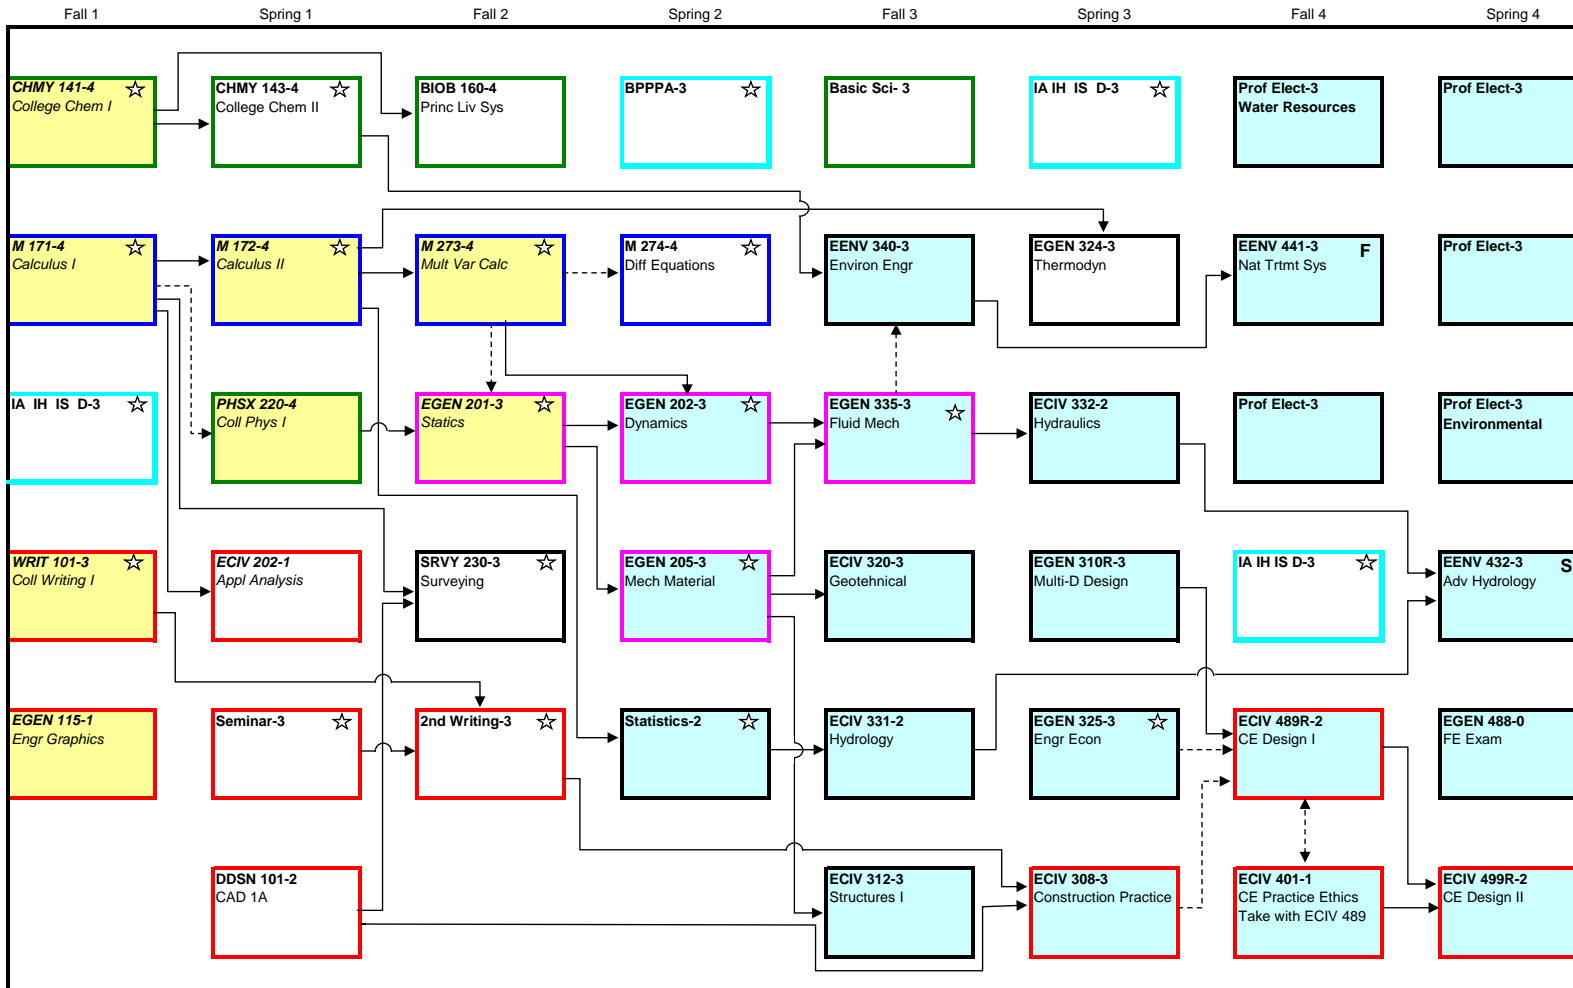 Fall 1 Spring 1 Fall 2 Spring 2 Fall 3 Spring 3 Fall 4 Spring 4
CHMY 141-4
College Chem I
CHMY 143-4
College Chem II
BIOB 160-4
Princ Liv Sys
BPPPA-3
Basic Sci- 3
IA IH IS D-3
Prof Elect-3
Water Resources
Prof Elect-3
M 171-4
Calculus I
M 172-4
Calculus II
M 273-4
Mult Var Calc
M 274-4
Diff Equations
EENV 340-3
Environ Engr
EGEN 324-3
Thermodyn
EENV 441-3 F
Nat Trtmt Sys
Prof Elect-3
IA IH IS D-3
PHSX 220-4
Coll Phys I
EGEN 201-3
Statics
EGEN 202-3
Dynamics
EGEN 335-3
Fluid Mech
ECIV 332-2
Hydraulics
Prof Elect-3
Prof Elect-3
Environmental
WRIT 101-3
Coll Writing I
ECIV 202-1
Appl Analysis
SRVY 230-3
Surveying
EGEN 205-3
Mech Material
ECIV 320-3
Geotehnical
EGEN 310R-3
Multi-D Design
IA IH IS D-3
EENV 432-3 S
Adv Hydrology
EGEN 115-1
Engr Graphics
Seminar-3
2nd Writing-3
Statistics-2
ECIV 331-2
Hydrology
EGEN 325-3
Engr Econ
ECIV 489R-2
CE Design I
EGEN 488-0
FE Exam
DDSN 101-2
CAD 1A
ECIV 312-3
Structures I
ECIV 308-3
Construction Practice
ECIV 401-1
CE Practice Ethics
Take with ECIV 489
ECIV 499R-2
CE Design II